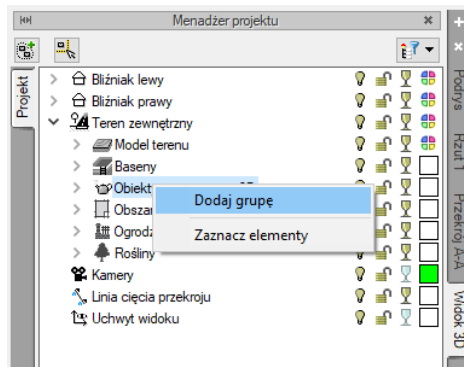 Menadżer projektu
Projekt
Bliźniak lewy
Bliźniak prawy
Teren zewnętrzny
Model terenu
Baseny
Obiekt
Dodaj grupę
Obszar
Zaznacz elementy
Ogrodz
Rośliny
Kamery
Linia cięcia przekroju
Uchwyt widoku
Podrys
Rzut 1
Przekrój A-A
Widok 3D